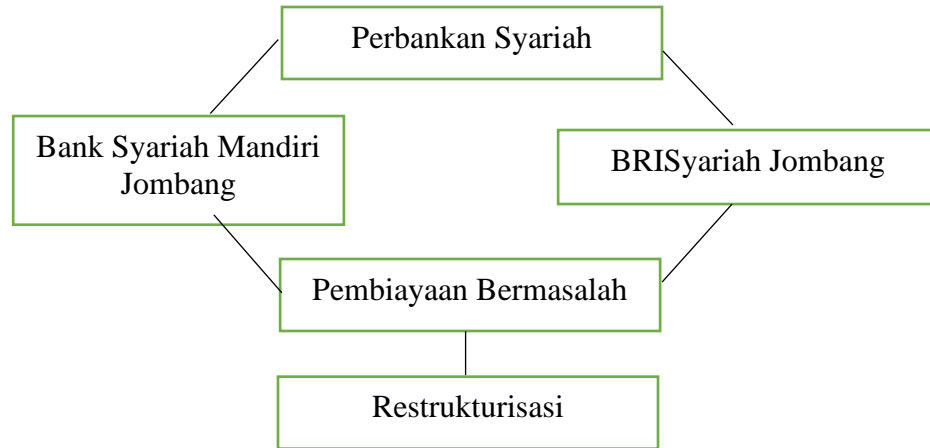 Perbankan Syariah
Bank Syariah Mandiri
Jombang
BRISyariah Jombang
Pembiayaan Bermasalah
Restrukturisasi